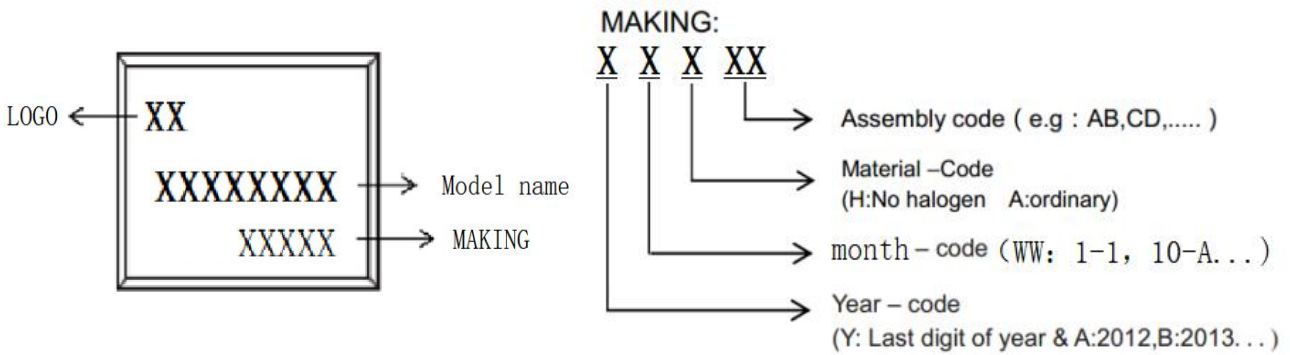 LOGO
XX
XXXXXXXX
Model name
XXXXX
MAKING
MAKING:
X X X XX
Assembly code ( e.g : AB,CD,..... )
Material –Code
(H:No halogen A:ordinary)
month – code (WW: 1-1, 10-A...)
Year – code
(Y: Last digit of year & A:2012,B:2013...)